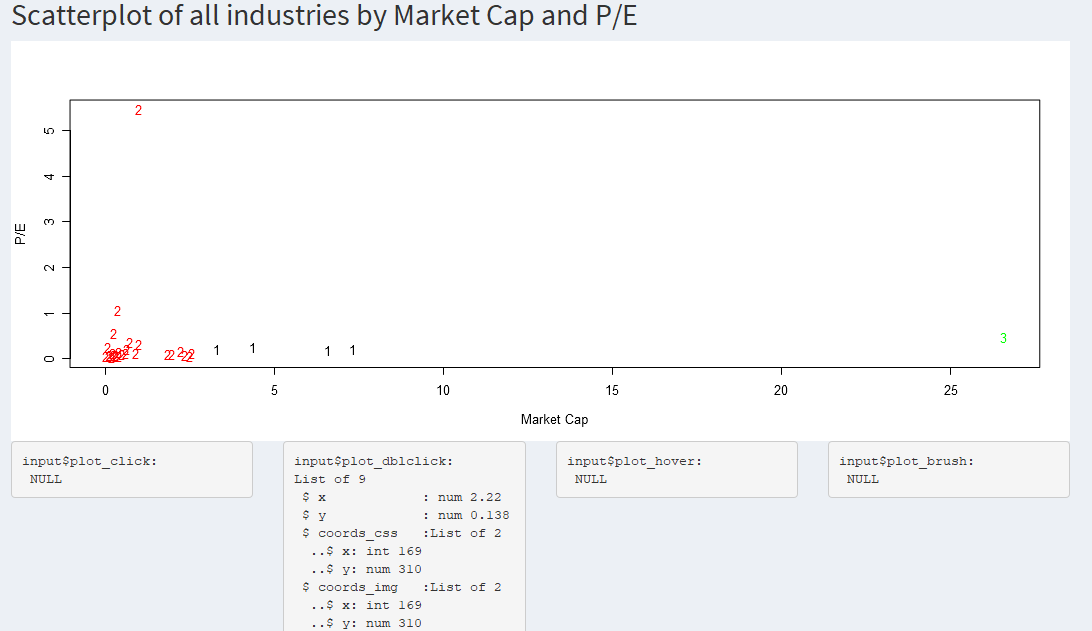 Scatterplot of all industries by Market Cap and P/E
5
4
3
2
1
0
P/E
2
2
2
2
2 2
2 2 2 2 2
1 1 1 1
3
0 5 10 15 20 25
Market Cap
input$plot_click:
NULL
input$plot_dblclick:
List of 9
$ x : num 2.22
$ y : num 0.138
$ coords_css :List of 2
..$ x: int 169
..$ y: num 310
$ coords_img :List of 2
..$ x: int 169
..$ y: num 310
input$plot_hover:
NULL
input$plot_brush:
NULL